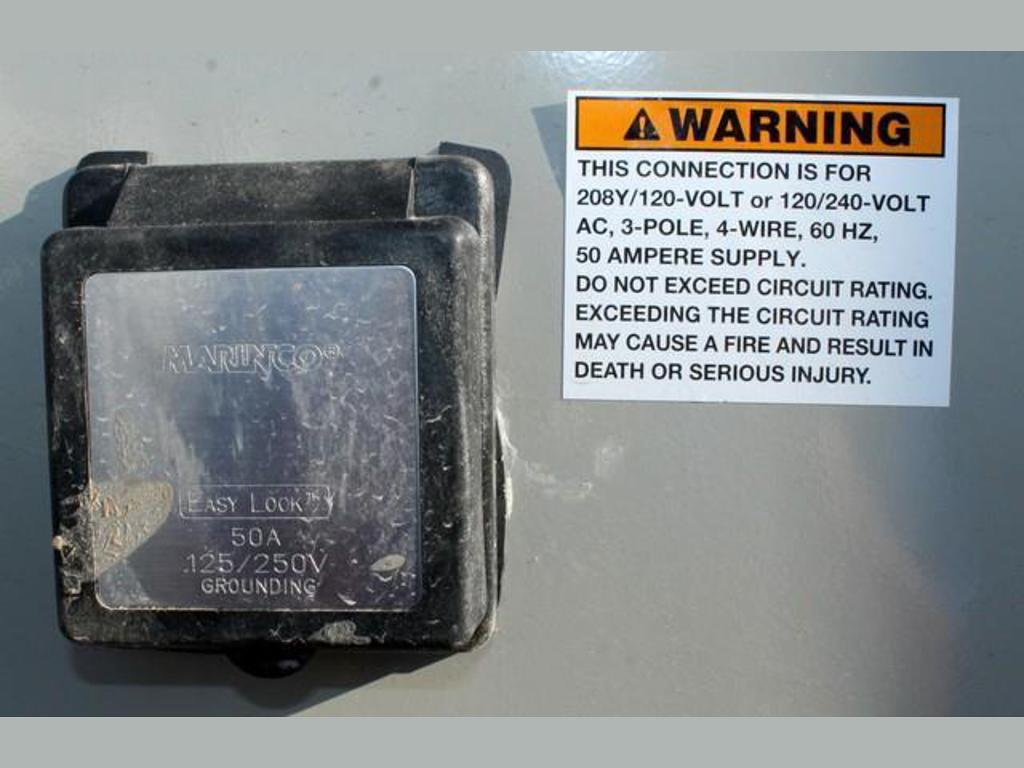 MARINCO®
EASY LOCK™
50A
125/250V
GROUNDING
WARNING
THIS CONNECTION IS FOR
208Y/120-VOLT or 120/240-VOLT
AC, 3-POLE, 4-WIRE, 60 HZ,
50 AMPERE SUPPLY.
DO NOT EXCEED CIRCUIT RATING.
EXCEEDING THE CIRCUIT RATING
MAY CAUSE A FIRE AND RESULT IN
DEATH OR SERIOUS INJURY.